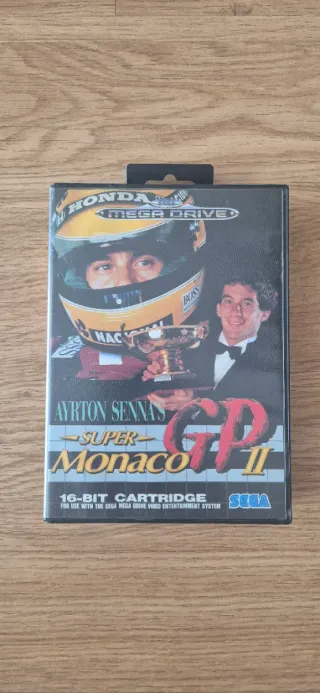 HONDA
SEGA
MEGA DRIVE
BOSS
NACIONAL
AYRTON SENNA'S
SUPER
MONACO GP II
16-BIT CARTRIDGE
FOR USE WITH THE SEGA MEGA DRIVE VIDEO ENTERTAINMENT SYSTEM
SEGA